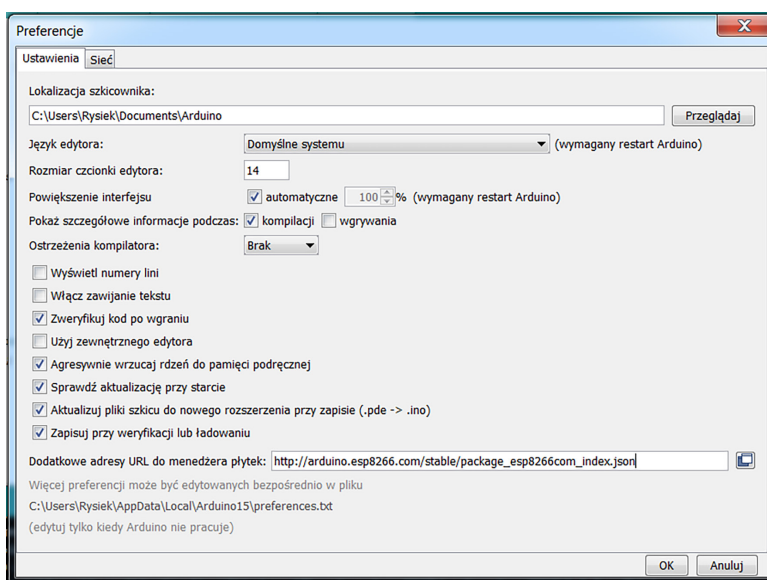 Preferencje
Ustawienia Sieć
Lokalizacja szkicownika:
C:\Users\Rysiek\Documents\Arduino Przeglądaj
Język edytora: Domyślne systemu (wymagany restart Arduino)
Rozmiar czcionki edytora: 14
Powiększenie interfejsu automatyczne 100 % (wymagany restart Arduino)
Pokaż szczegółowe informacje podczas: kompilacji wgrywania
Ostrzeżenia kompilatora: Brak
Wyświetl numery lini
Włącz zawijanie tekstu
Zweryfikuj kod po wgraniu
Użyj zewnętrznego edytora
Agresywnie wrzucaj rdzeń do pamięci podręcznej
Sprawdź aktualizację przy starcie
Aktualizuj pliki szkicu do nowego rozszerzenia przy zapisie (.pde -> .ino)
Zapisuj przy weryfikacji lub ładowaniu
Dodatkowe adresy URL do menedżera płytek: http://arduino.esp8266.com/stable/package_esp8266com_index.json
Więcej preferencji może być edytowanych bezpośrednio w pliku
C:\Users\Rysiek\AppData\Local\Arduino15\preferences.txt
(edytuj tylko kiedy Arduino nie pracuje)
OK Anuluj